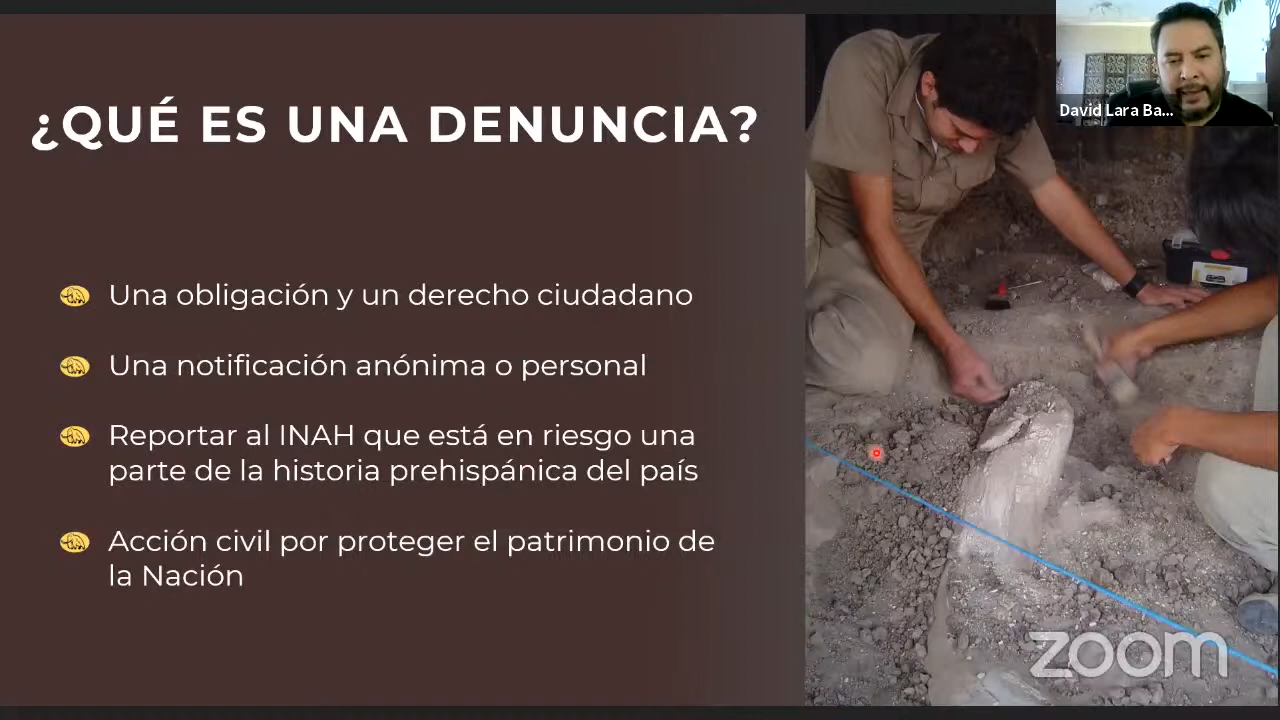 ¿QUÉ ES UNA DENUNCIA?
Una obligación y un derecho ciudadano
Una notificación anónima o personal
Reportar al INAH que está en riesgo una
parte de la historia prehispánica del país
Acción civil por proteger el patrimonio de
la Nación
David Lara Ba...
zoom